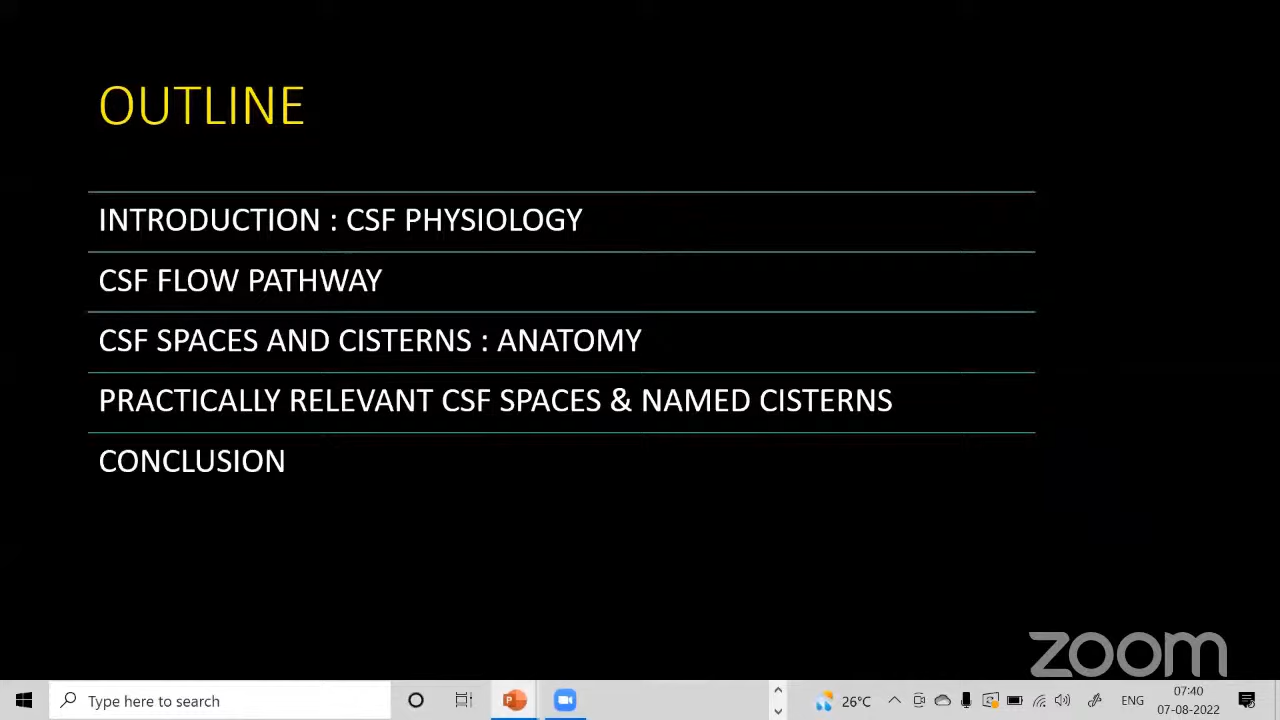 OUTLINE
INTRODUCTION : CSF PHYSIOLOGY
CSF FLOW PATHWAY
CSF SPACES AND CISTERNS : ANATOMY
PRACTICALLY RELEVANT CSF SPACES & NAMED CISTERNS
CONCLUSION
zoom
Type here to search
26°C
ENG
07:40
07-08-2022